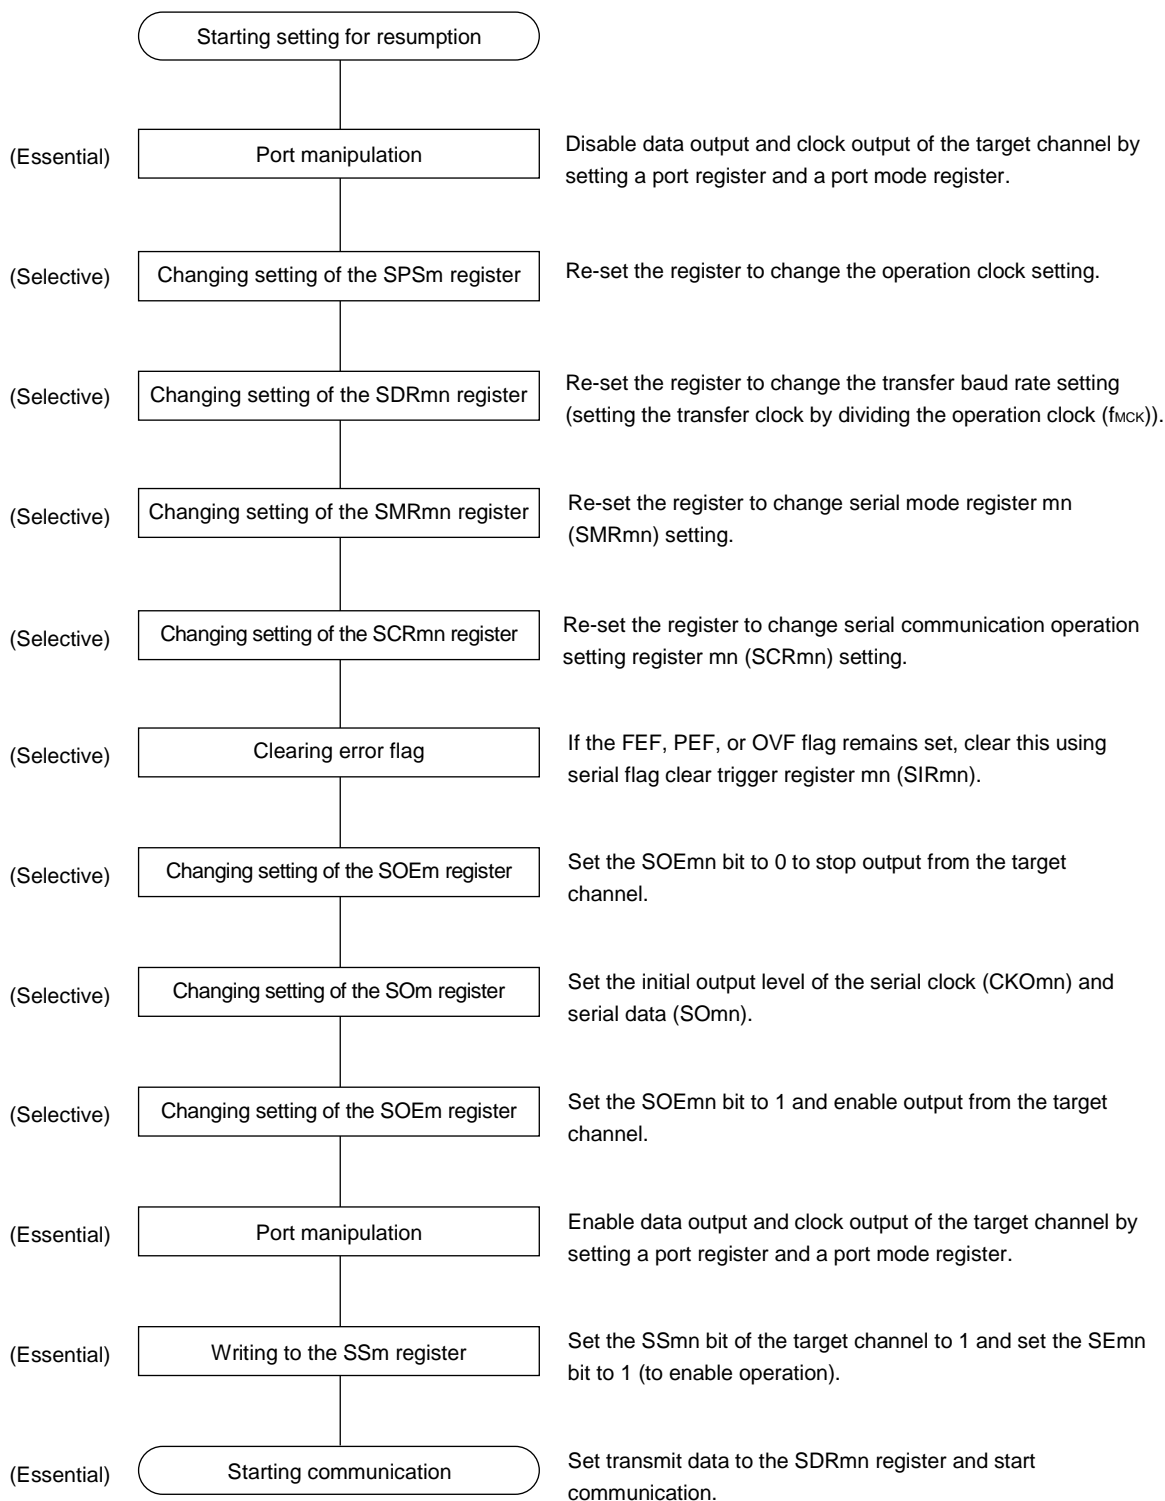 Starting setting for resumption
(Essential)
Port manipulation
Disable data output and clock output of the target channel by
setting a port register and a port mode register.
(Selective)
Changing setting of the SPSm register
Re-set the register to change the operation clock setting.
(Selective)
Changing setting of the SDRmn register
Re-set the register to change the transfer baud rate setting
(setting the transfer clock by dividing the operation clock (fMCK)).
(Selective)
Changing setting of the SMRmn register
Re-set the register to change serial mode register mn
(SMRmn) setting.
(Selective)
Changing setting of the SCRmn register
Re-set the register to change serial communication operation
setting register mn (SCRmn) setting.
(Selective)
Clearing error flag
If the FEF, PEF, or OVF flag remains set, clear this using
serial flag clear trigger register mn (SIRmn).
(Selective)
Changing setting of the SOEm register
Set the SOEmn bit to 0 to stop output from the target
channel.
(Selective)
Changing setting of the SOm register
Set the initial output level of the serial clock (CKOmn) and
serial data (SOmn).
(Selective)
Changing setting of the SOEm register
Set the SOEmn bit to 1 and enable output from the target
channel.
(Essential)
Port manipulation
Enable data output and clock output of the target channel by
setting a port register and a port mode register.
(Essential)
Writing to the SSm register
Set the SSmn bit of the target channel to 1 and set the SEmn
bit to 1 (to enable operation).
(Essential)
Starting communication
Set transmit data to the SDRmn register and start
communication.